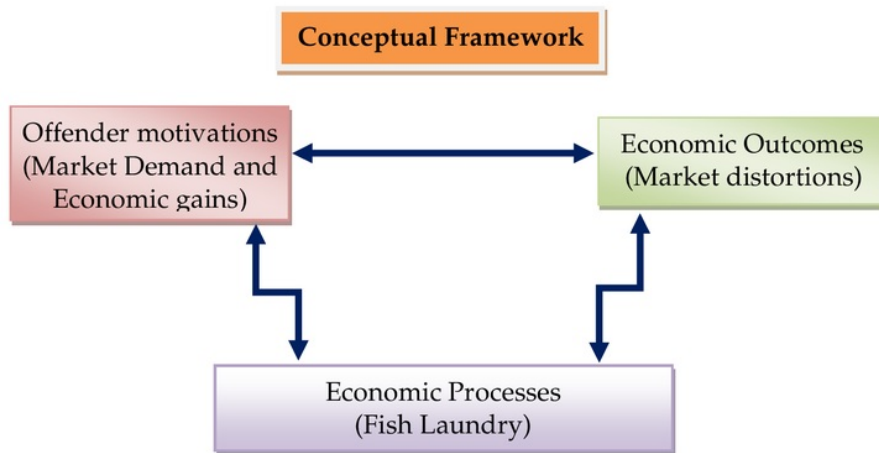 Conceptual Framework
Offender motivations
(Market Demand and
Economic gains)
Economic Outcomes
(Market distortions)
Economic Processes
(Fish Laundry)